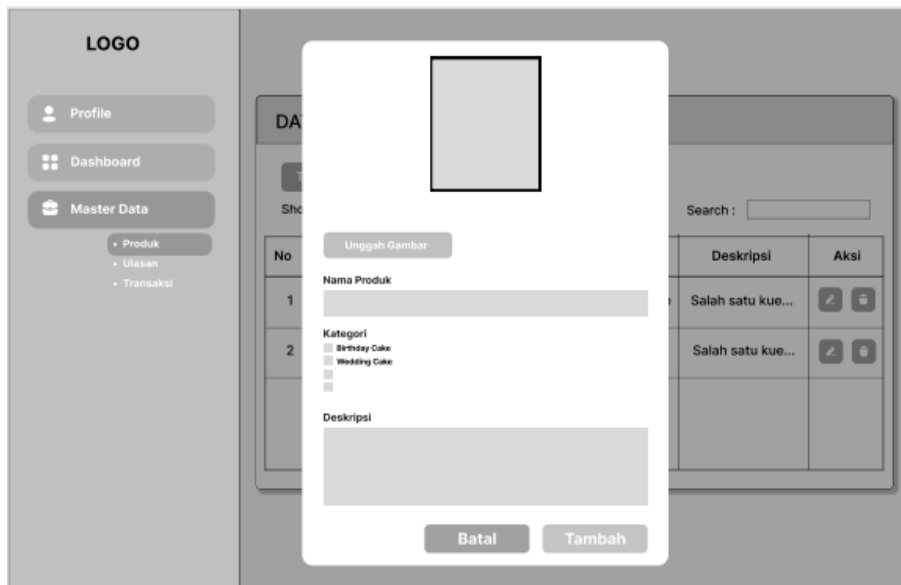 LOGO
Profile
Dashboard
Master Data
• Produk
• Ulasan
• Transaksi
DA
Sho
Search :
No
Deskripsi
Aksi
1
Salah satu kue...
2
Salah satu kue...
Unggah Gambar
Nama Produk
Kategori
Birthday Cake
Wedding Cake
Deskripsi
Batal
Tambah